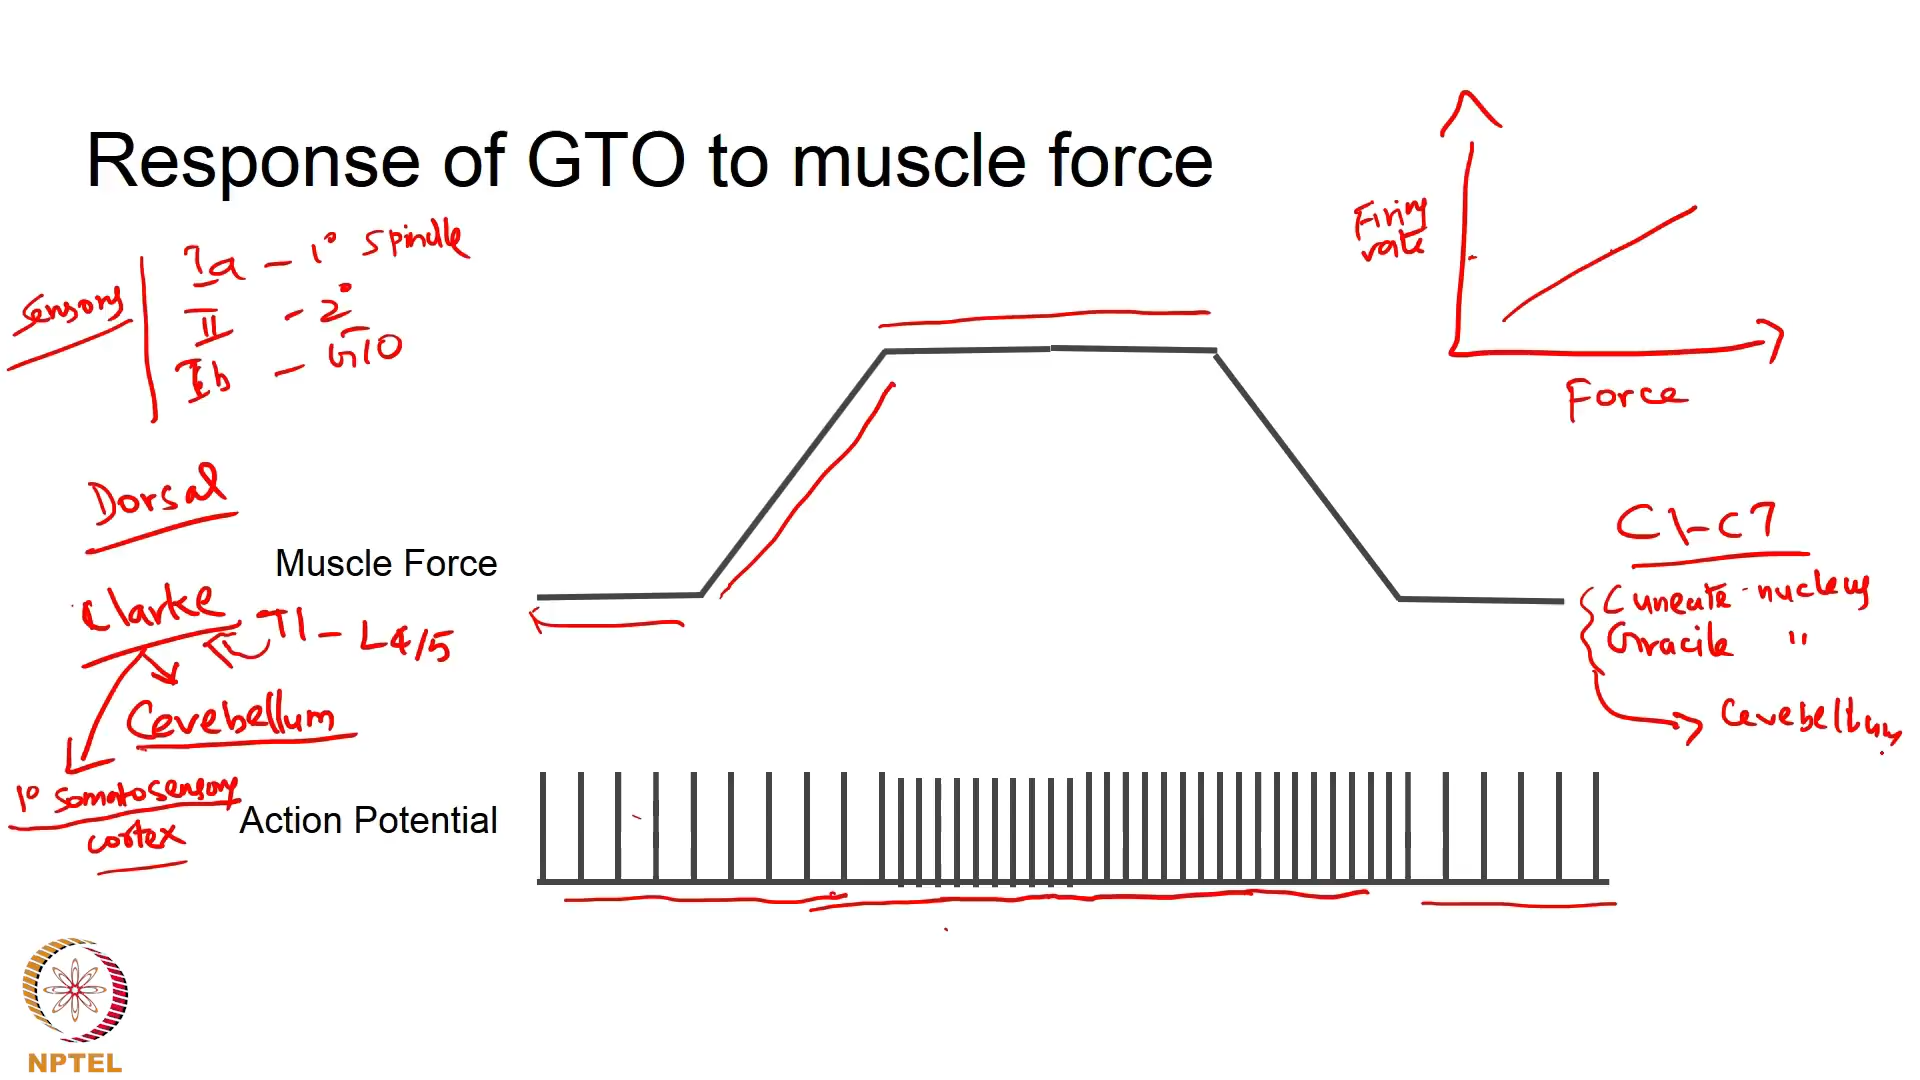 Response of GTO to muscle force
Sensory
Ia - 1° Spindle
II - 2°
Ib - GTO
Firing
rate
Force
Dorsal
Clarke T1 - L4/5
Cerebellum
1° Somatosensory
cortex
Muscle Force
C1-C7
Cuneate nucleus
Gracile "
Cerebellum
Action Potential
NPTEL